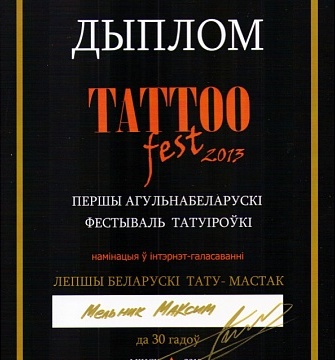 ДЫПЛОМ
TATTOO
fest 2013
ПЕРШЫ АГУЛЬНАБЕЛАРУСКІ
ФЕСТЫВАЛЬ ТАТУІРОЎКІ
намінацыя ў інтэрнэт-галасаванні
ЛЕПШЫ БЕЛАРУСКІ ТАТУ- МАСТАК
Мельник Максим
да 30 гадоў